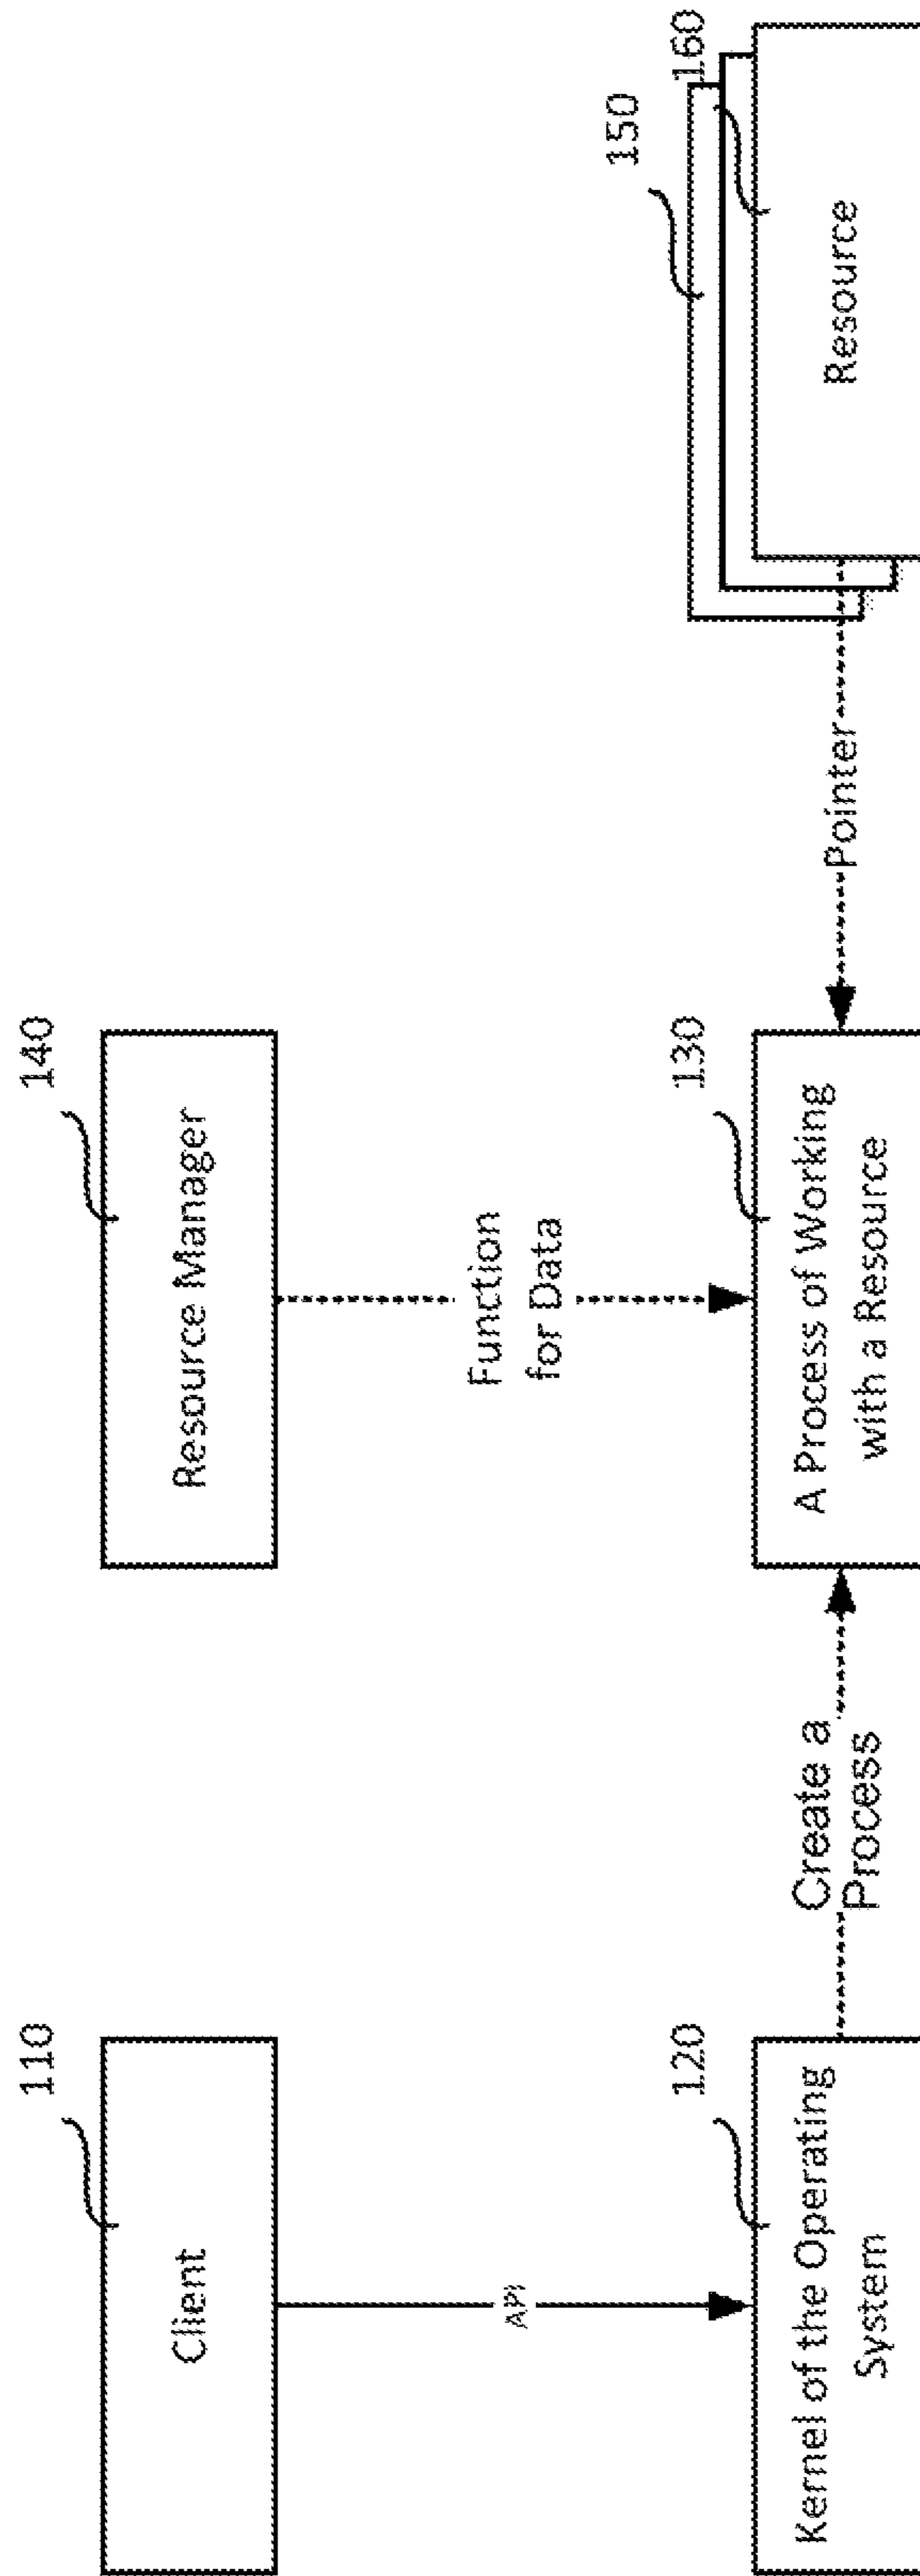 110
Client
API
120
Kernel of the Operating
System
Create a
Process
140
Resource Manager
Function
for Data
130
A Process of Working
with a Resource
Pointer
150
160
Resource